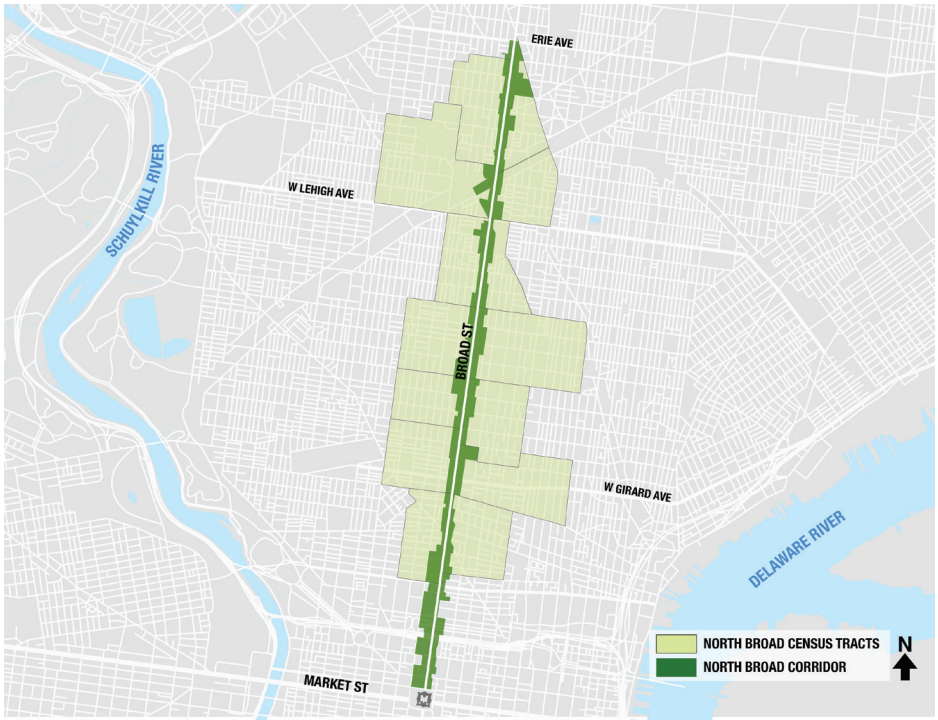 ERIE AVE
W LEHIGH AVE
SCHUYLKILL RIVER
BROAD ST
W GIRARD AVE
DELAWARE RIVER
NORTH BROAD CENSUS TRACTS
NORTH BROAD CORRIDOR
N
MARKET ST